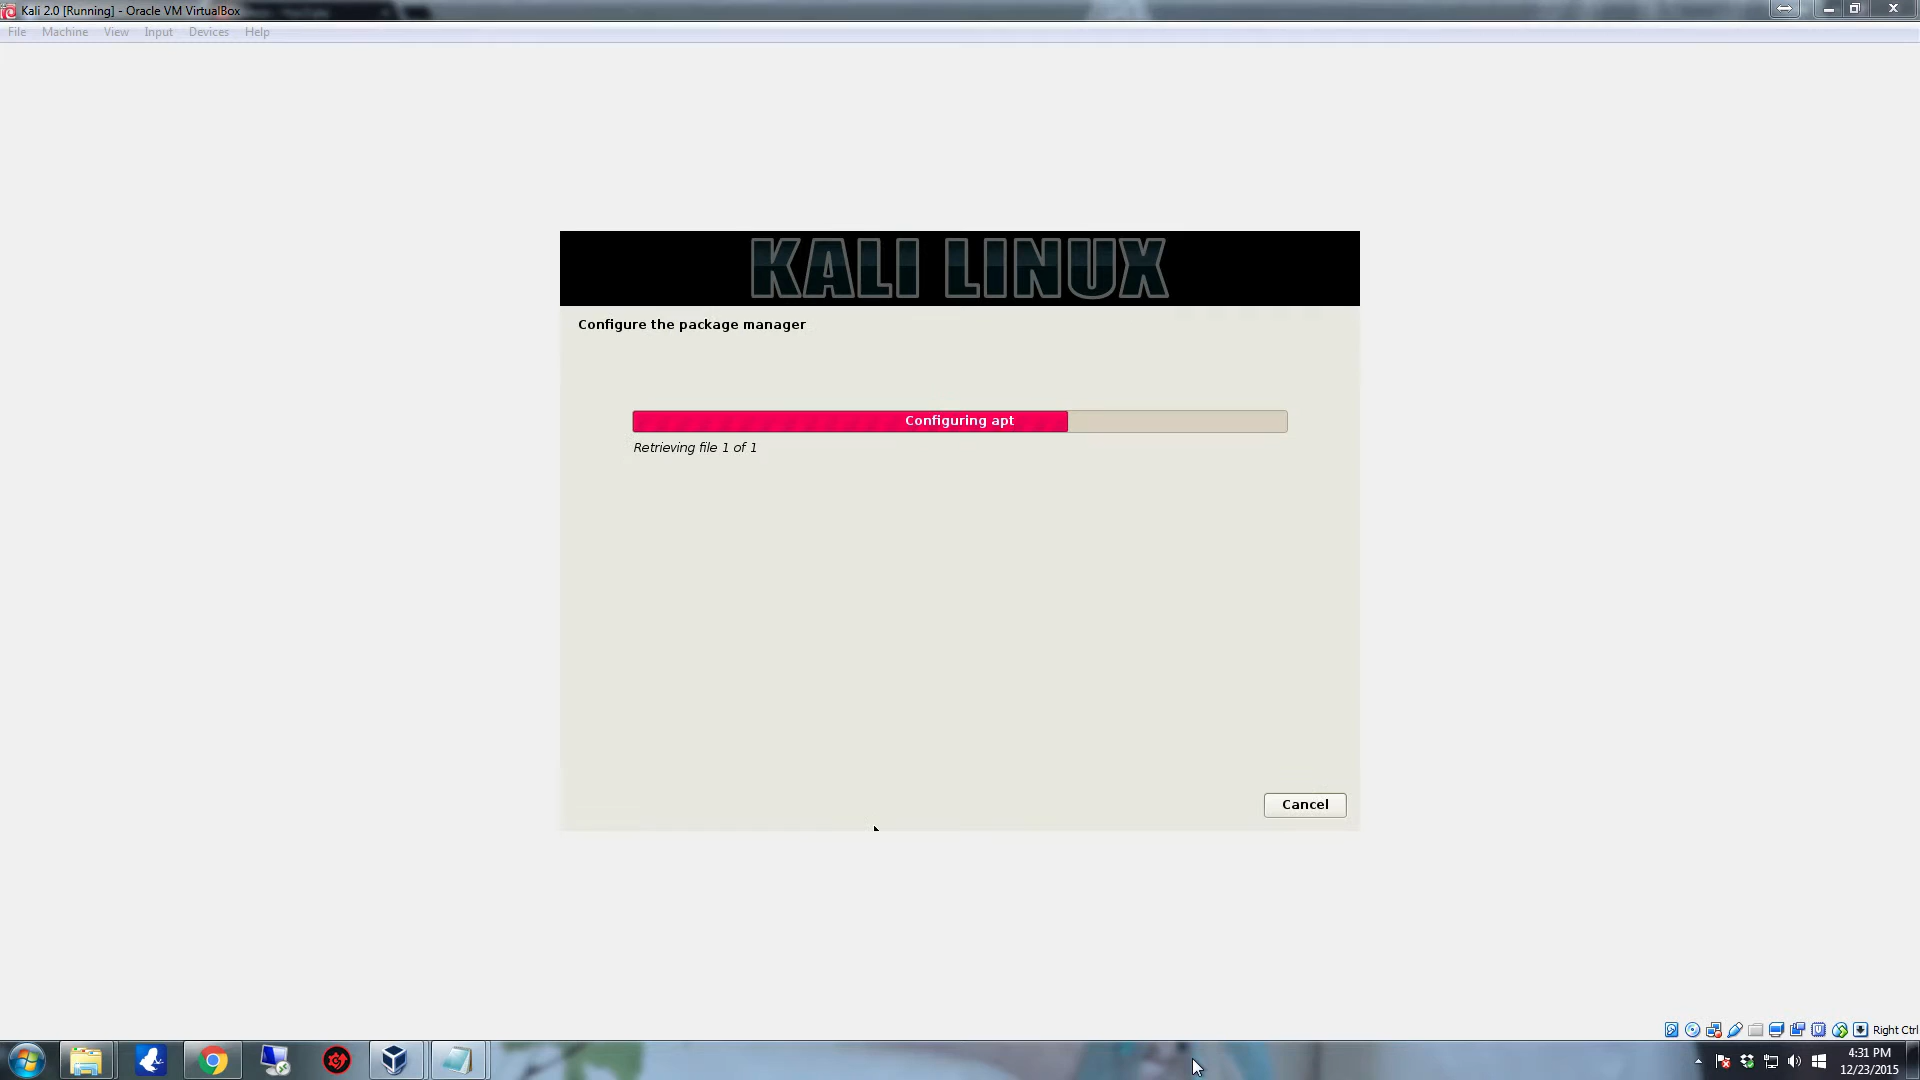 Kali 2.0 [Running] - Oracle VM VirtualBox
File Machine View Input Devices Help
KALI LINUX
Configure the package manager
Configuring apt
Retrieving file 1 of 1
Cancel
Right Ctrl
4:31 PM
12/23/2015